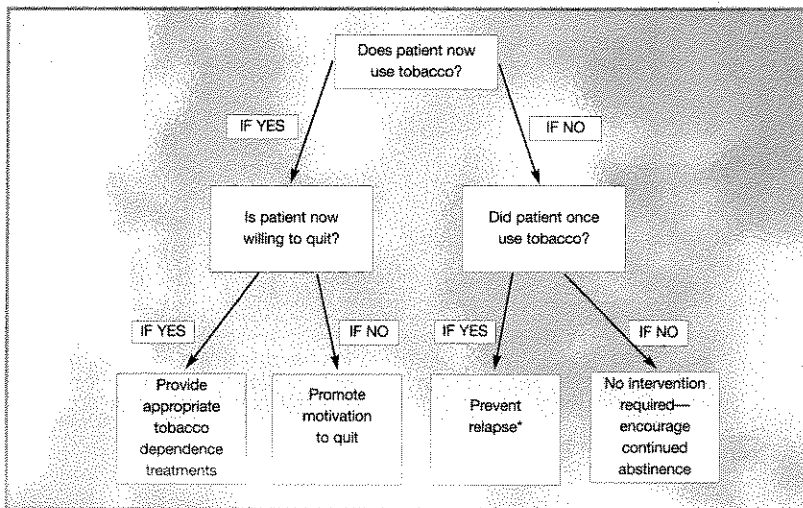 Does patient now
use tobacco?
IF YES
IF NO
Is patient now
willing to quit?
Did patient once
use tobacco?
IF YES
IF NO
IF YES
IF NO
Provide
appropriate
tobacco
dependence
treatments
Promote
motivation
to quit
Prevent
relapse*
No intervention
required—
encourage
continued
abstinence